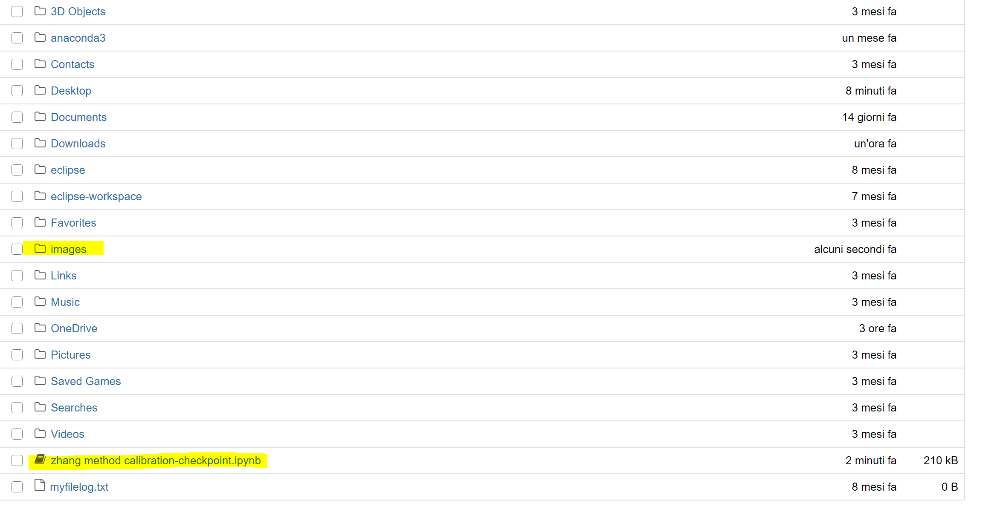 3D Objects 3 mesi fa
anaconda3 un mese fa
Contacts 3 mesi fa
Desktop 8 minuti fa
Documents 14 giorni fa
Downloads un'ora fa
eclipse 8 mesi fa
eclipse-workspace 7 mesi fa
Favorites 3 mesi fa
images alcuni secondi fa
Links 3 mesi fa
Music 3 mesi fa
OneDrive 3 ore fa
Pictures 3 mesi fa
Saved Games 3 mesi fa
Searches 3 mesi fa
Videos 3 mesi fa
zhang method calibration-checkpoint.ipynb 2 minuti fa 210 kB
myfilelog.txt 8 mesi fa 0 B